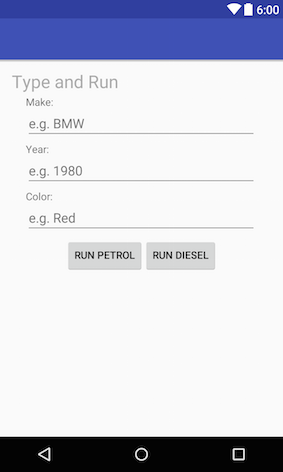 6:00
Type and Run
Make:
e.g. BMW
Year:
e.g. 1980
Color:
e.g. Red
RUN PETROL RUN DIESEL